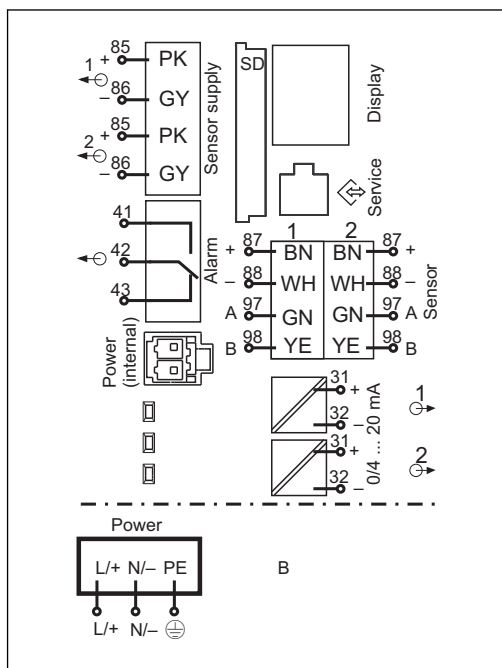 85
1 + PK
86
– GY
Sensor supply
85
2 + PK
86
– GY
SD
Display
Service
41
42
43
Alarm
1 2
+ 87 BN BN 87 +
– 88 WH WH 88 –
A 97 GN GN 97 A
B 98 YE YE 98 B
Sensor
Power
(internal)
31 +
32 –
31 +
32 –
0/4 ... 20 mA
1
2
Power
L/+ N/– PE
B
L/+ N/–